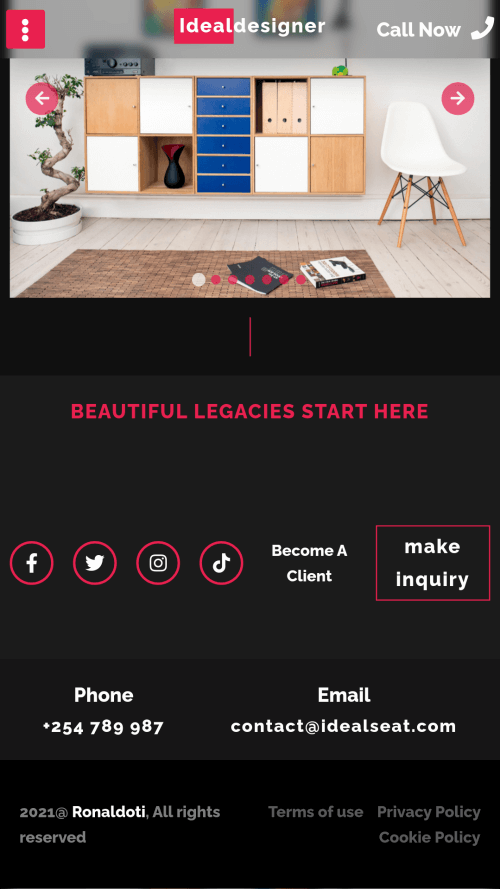 Idealdesigner
Call Now
BEAUTIFUL LEGACIES START HERE
Become A
Client
make
inquiry
Phone
Email
+254 789 987
contact@idealseat.com
2021@ Ronaldoti, All rights
reserved
Terms of use
Privacy Policy
Cookie Policy